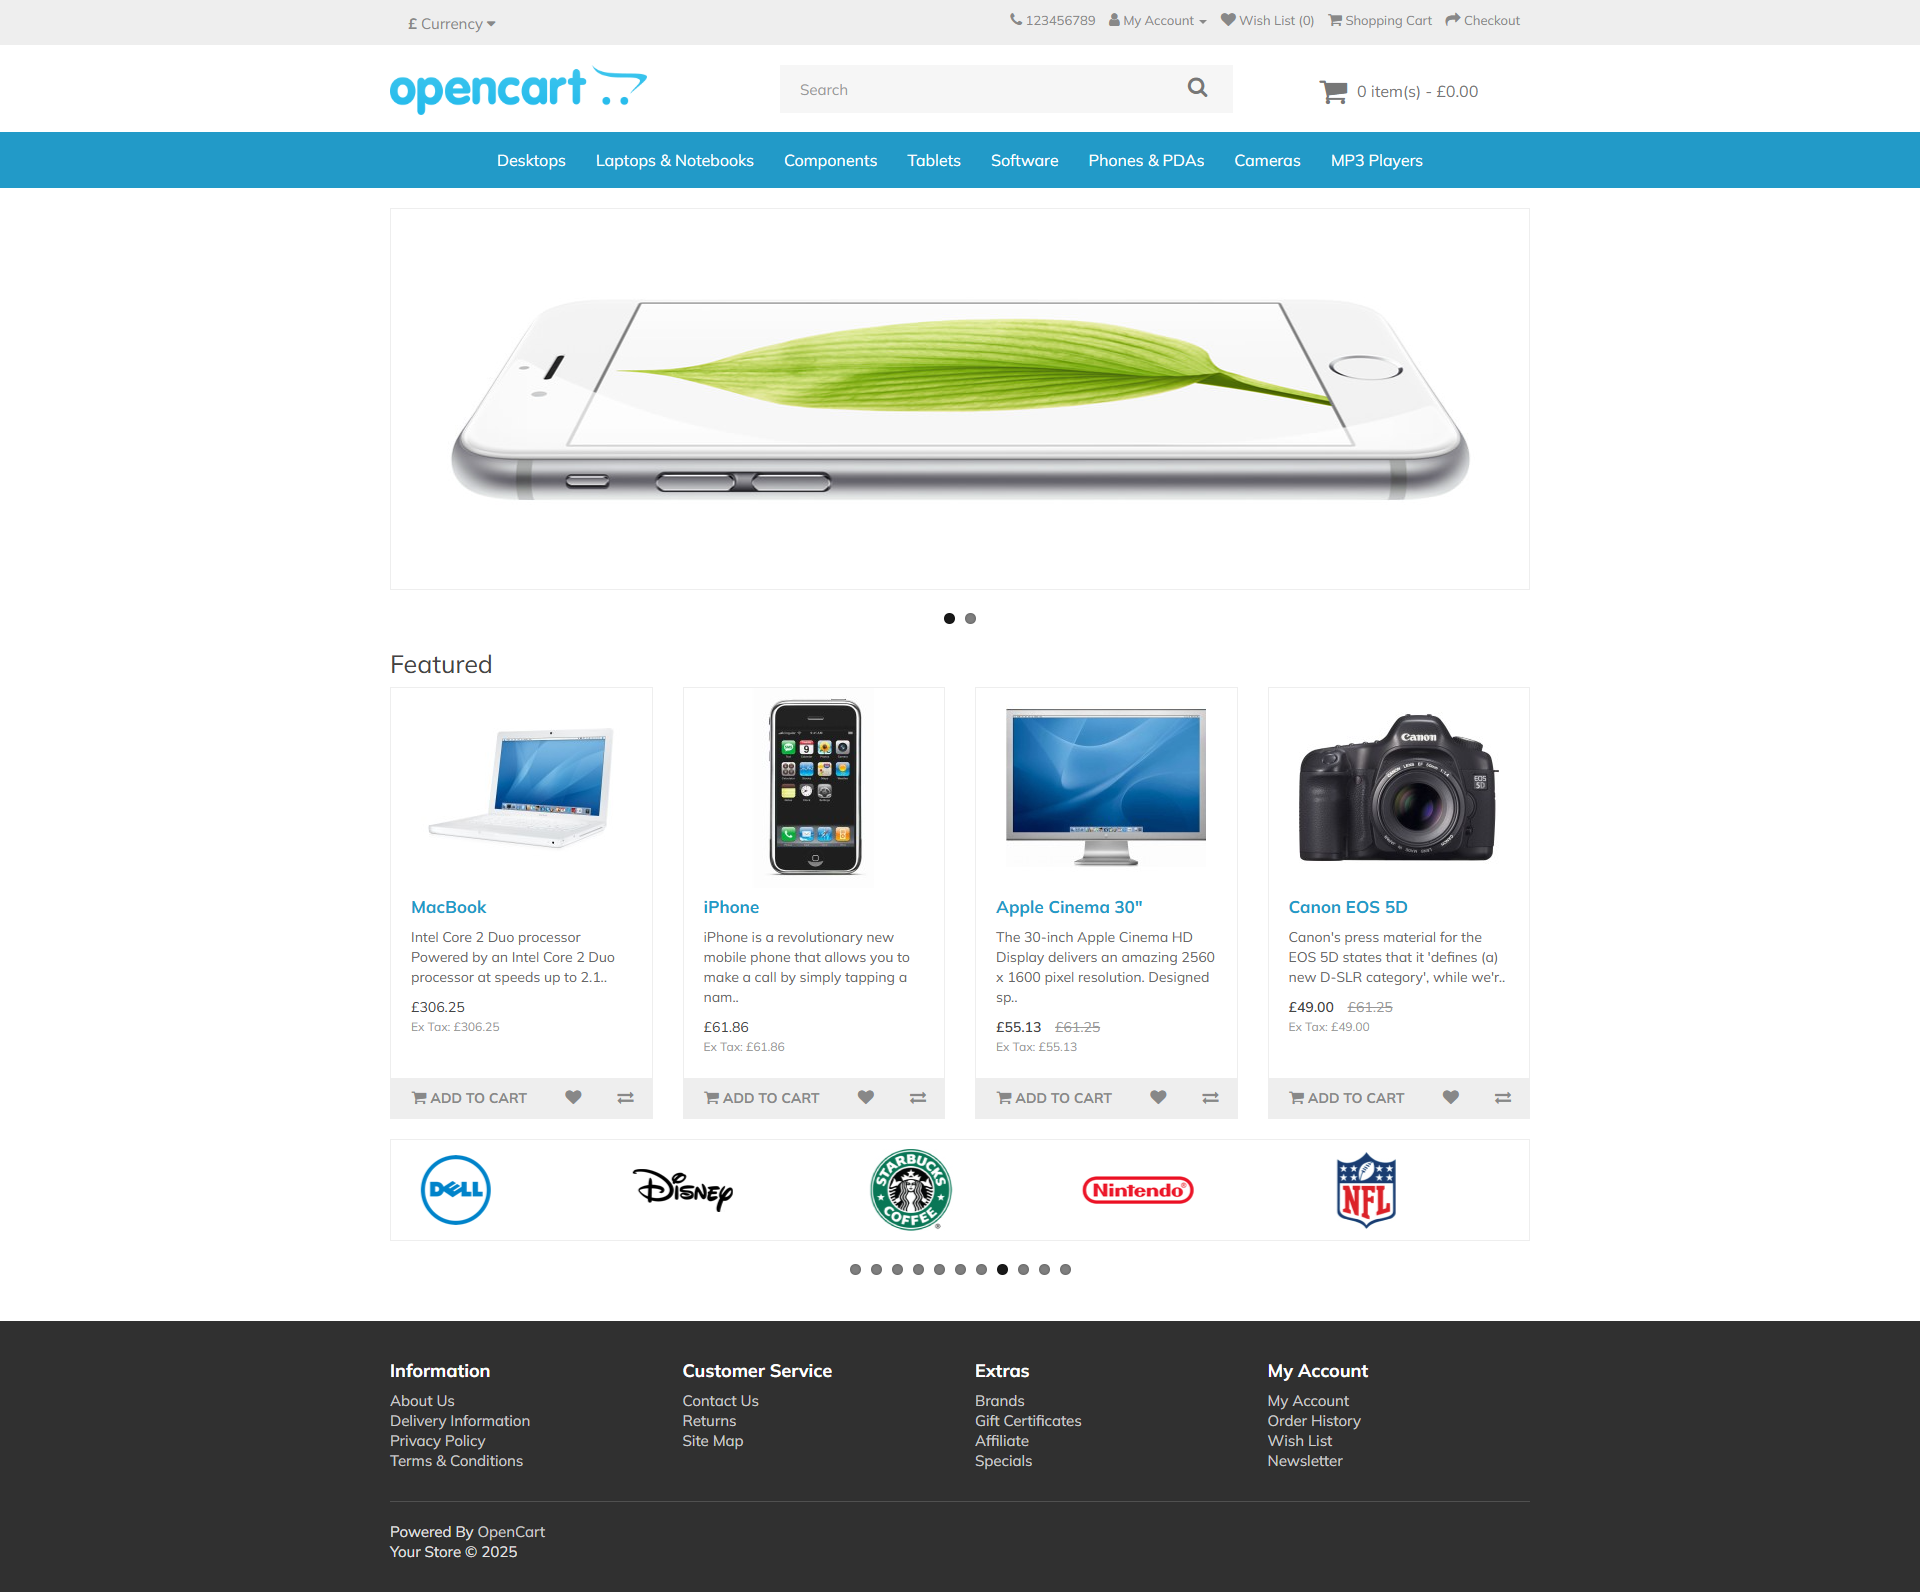 £ Currency
123456789 My Account Wish List (0) Shopping Cart Checkout
opencart
Search
0 item(s) - £0.00
Desktops Laptops & Notebooks Components Tablets Software Phones & PDAs Cameras MP3 Players
Featured
Canon
EOS
5D
MacBook
Intel Core 2 Duo processor
Powered by an Intel Core 2 Duo
processor at speeds up to 2.1..
£306.25
Ex Tax: £306.25
ADD TO CART
iPhone
iPhone is a revolutionary new
mobile phone that allows you to
make a call by simply tapping a
nam..
£61.86
Ex Tax: £61.86
ADD TO CART
Apple Cinema 30"
The 30-inch Apple Cinema HD
Display delivers an amazing 2560
x 1600 pixel resolution. Designed
sp..
£55.13 £61.25
Ex Tax: £55.13
ADD TO CART
Canon EOS 5D
Canon's press material for the
EOS 5D states that it 'defines (a)
new D-SLR category', while we'r..
£49.00 £61.25
Ex Tax: £49.00
ADD TO CART
DELL
Disney
STARBUCKS COFFEE
Nintendo
NFL
Information
About Us
Delivery Information
Privacy Policy
Terms & Conditions
Customer Service
Contact Us
Returns
Site Map
Extras
Brands
Gift Certificates
Affiliate
Specials
My Account
My Account
Order History
Wish List
Newsletter
Powered By OpenCart
Your Store © 2025